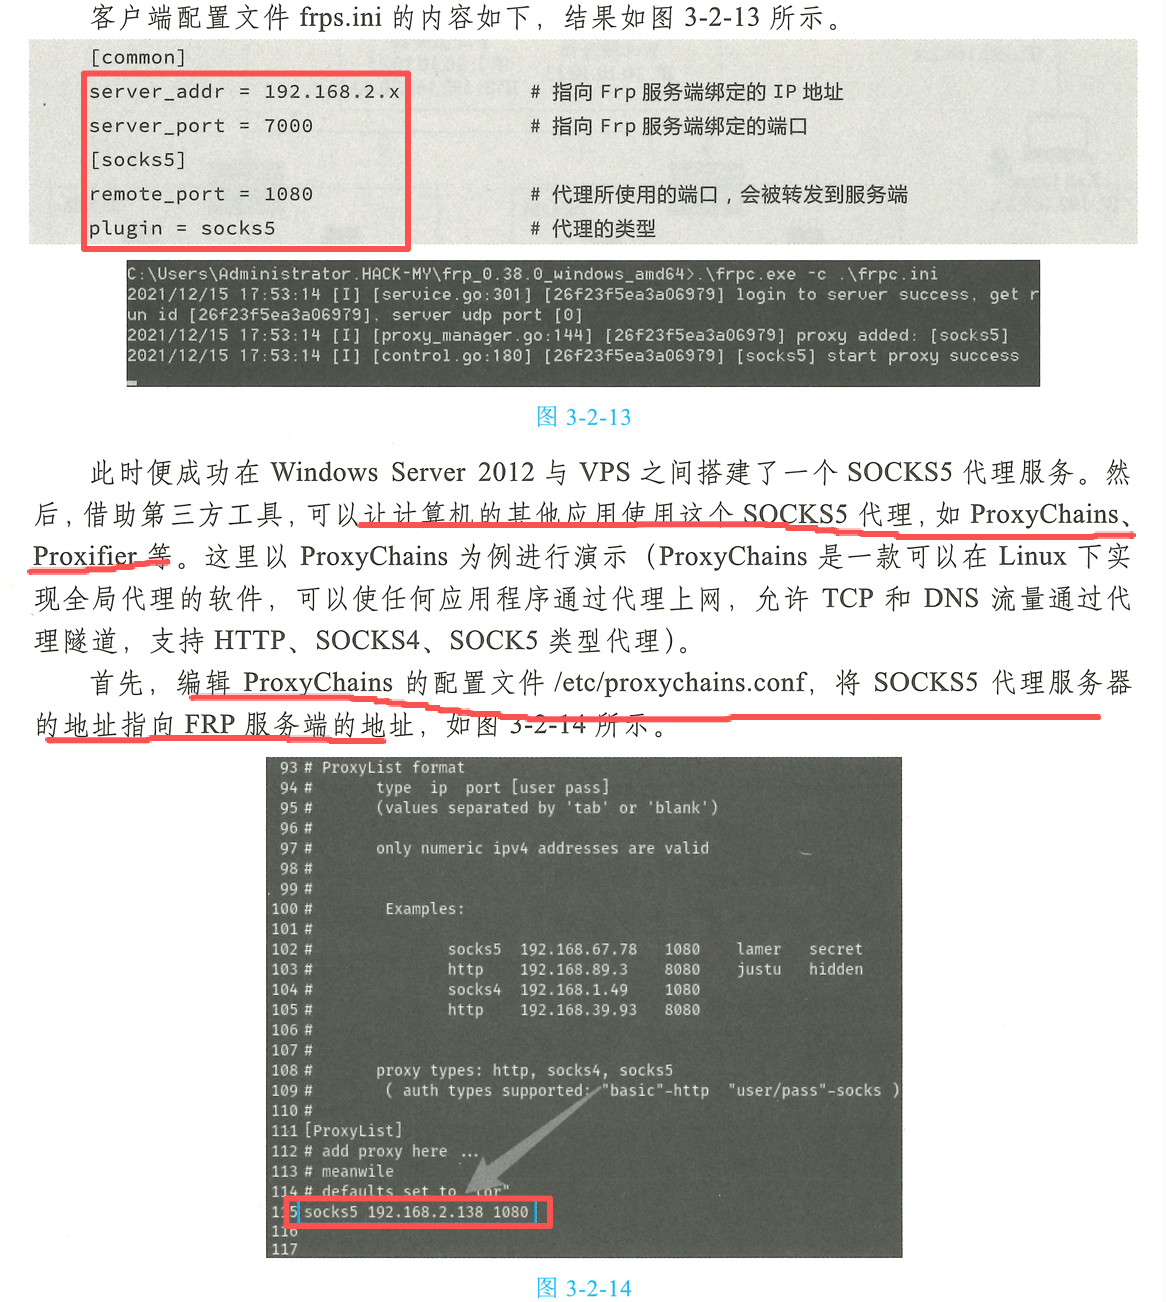 客户端配置文件 frps.ini 的内容如下，结果如图 3-2-13 所示。
[common]
server_addr = 192.168.2.x # 指向 Frp 服务端绑定的 IP 地址
server_port = 7000 # 指向 Frp 服务端绑定的端口
[socks5]
remote_port = 1080 # 代理所使用的端口，会被转发到服务端
plugin = socks5 # 代理的类型
C:\Users\Administrator.HACK-MY\frp_0.38.0_windows_amd64>.\frpc.exe -c .\frpc.ini
2021/12/15 17:53:14 [I] [service.go:301] [26f23f5ea3a06979] login to server success, get r
un id [26f23f5ea3a06979], server udp port [0]
2021/12/15 17:53:14 [I] [proxy_manager.go:144] [26f23f5ea3a06979] proxy added: [socks5]
2021/12/15 17:53:14 [I] [control.go:180] [26f23f5ea3a06979] [socks5] start proxy success
图 3-2-13
此时便成功在 Windows Server 2012 与 VPS 之间搭建了一个 SOCKS5 代理服务。然
后，借助第三方工具，可以让计算机的其他应用使用这个 SOCKS5 代理，如 ProxyChains、
Proxifier 等。这里以 ProxyChains 为例进行演示（ProxyChains 是一款可以在 Linux 下实
现全局代理的软件，可以使任何应用程序通过代理上网，允许 TCP 和 DNS 流量通过代
理隧道，支持 HTTP、SOCKS4、SOCK5 类型代理）。
首先，编辑 ProxyChains 的配置文件 /etc/proxychains.conf，将 SOCKS5 代理服务器
的地址指向 FRP 服务端的地址，如图 3-2-14 所示。
93 # ProxyList format
94 # type ip port [user pass]
95 # (values separated by 'tab' or 'blank')
96 #
97 # only numeric ipv4 addresses are valid
98 #
99 #
100 # Examples:
101 #
102 # socks5 192.168.67.78 1080 lamer secret
103 # http 192.168.89.3 8080 justu hidden
104 # socks4 192.168.1.49 1080
105 # http 192.168.39.93 8080
106 #
107 #
108 # proxy types: http, socks4, socks5
109 # ( auth types supported: "basic"-http "user/pass"-socks )
110 #
111 [ProxyList]
112 # add proxy here ...
113 # meanwile
114 # defaults set to "tor"
115 socks5 192.168.2.138 1080
116
117
图 3-2-14